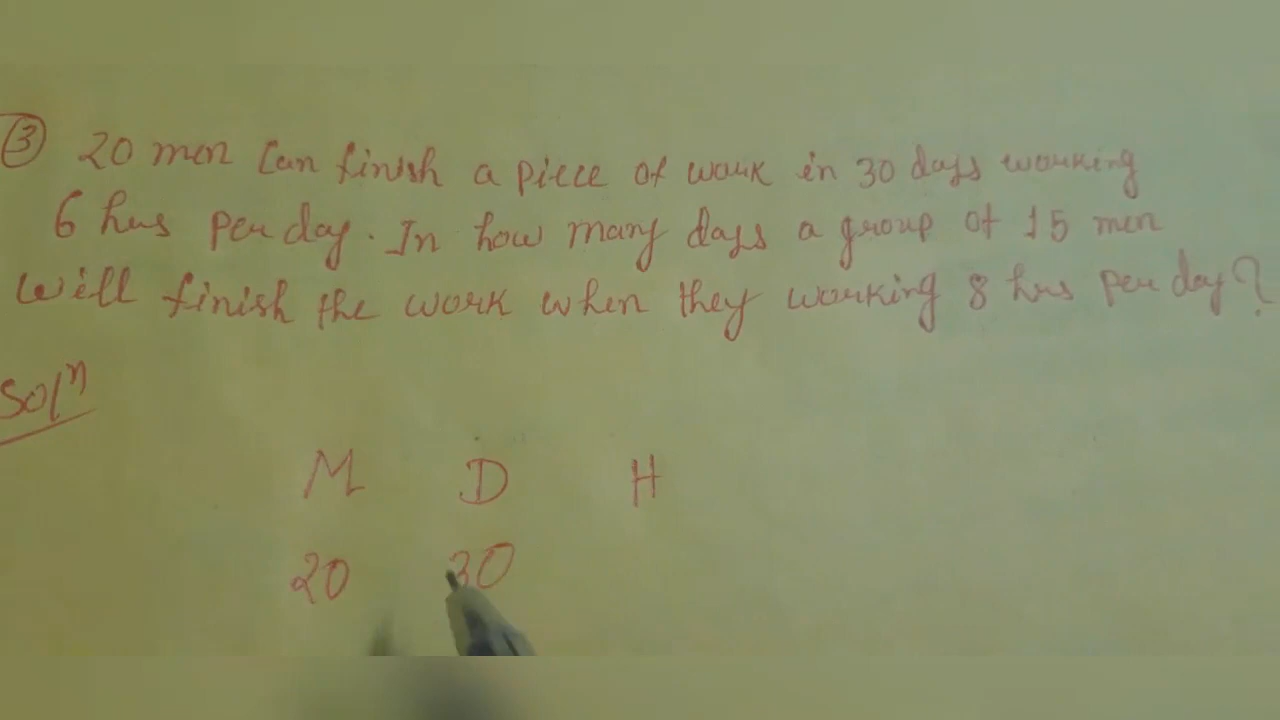 ③ 20 men Can finish a piece of work in 30 days working
6 hrs per day. In how many days a group of 15 men
will finish the work when they working 8 hrs per day?
Solⁿ
M D H
20 30